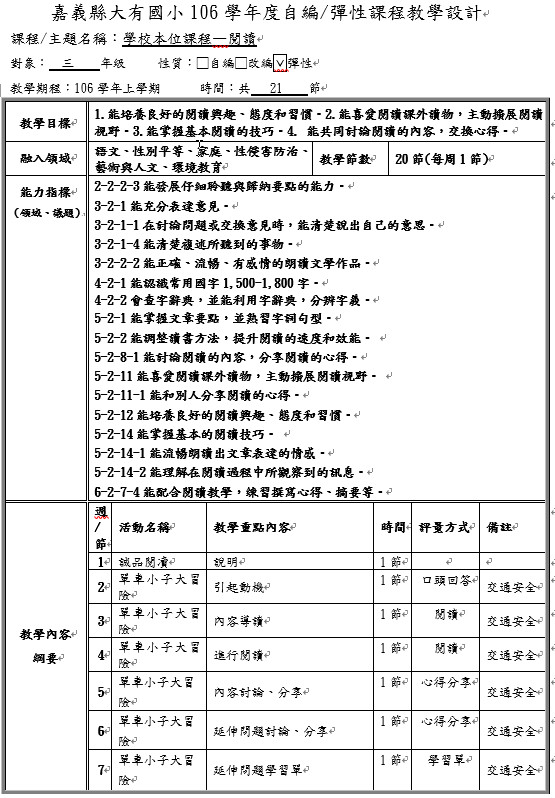 嘉義縣大有國小 106 學年度自編/彈性課程教學設計
課程/主題名稱：學校本位課程—閱讀
對象： 三 年級 性質：□自編□改編☑彈性
教學期程：106 學年上學期 時間：共 21 節
教學目標
1.能培養良好的閱讀興趣、態度和習慣。2.能喜愛閱讀課外讀物，主動擴展閱讀
視野。3.能掌握基本閱讀的技巧。4. 能共同討論閱讀的內容，交換心得。
融入領域
語文、性別平等、家庭、性侵害防治、
藝術與人文、環境教育
教學節數
20 節(每周 1 節)
能力指標
(領域、議題)
2-2-2-3 能發展仔細聆聽與歸納要點的能力。
3-2-1 能充分表達意見。
3-2-1-1 在討論問題或交換意見時，能清楚說出自己的意思。
3-2-1-4 能清楚複述所聽到的事物。
3-2-2-2 能正確、流暢、有感情的朗讀文學作品。
4-2-1 能認識常用國字 1,500-1,800 字。
4-2-2 會查字辭典，並能利用字辭典，分辨字義。
5-2-1 能掌握文章要點，並熟習字詞句型。
5-2-2 能調整讀書方法，提升閱讀的速度和效能。
5-2-8-1 能討論閱讀的內容，分享閱讀的心得。
5-2-11 能喜愛閱讀課外讀物，主動擴展閱讀視野。
5-2-11-1 能和別人分享閱讀的心得。
5-2-12 能培養良好的閱讀興趣、態度和習慣。
5-2-14 能掌握基本的閱讀技巧。
5-2-14-1 能流暢朗讀出文章表達的情感。
5-2-14-2 能理解在閱讀過程中所觀察到的訊息。
6-2-7-4 能配合閱讀教學，練習撰寫心得、摘要等。
教學內容
綱要
週
/
節
活動名稱 教學重點內容 時間 評量方式 備註
1 誠品閱讀 說明 1 節
2 單車小子大冒險 引起動機 1 節 口頭回答 交通安全
3 單車小子大冒險 內容導讀 1 節 閱讀 交通安全
4 單車小子大冒險 進行閱讀 1 節 閱讀 交通安全
5 單車小子大冒險 內容討論、分享 1 節 心得分享 交通安全
6 單車小子大冒險 延伸問題討論、分享 1 節 心得分享 交通安全
7 單車小子大冒險 延伸問題學習單 1 節 學習單 交通安全